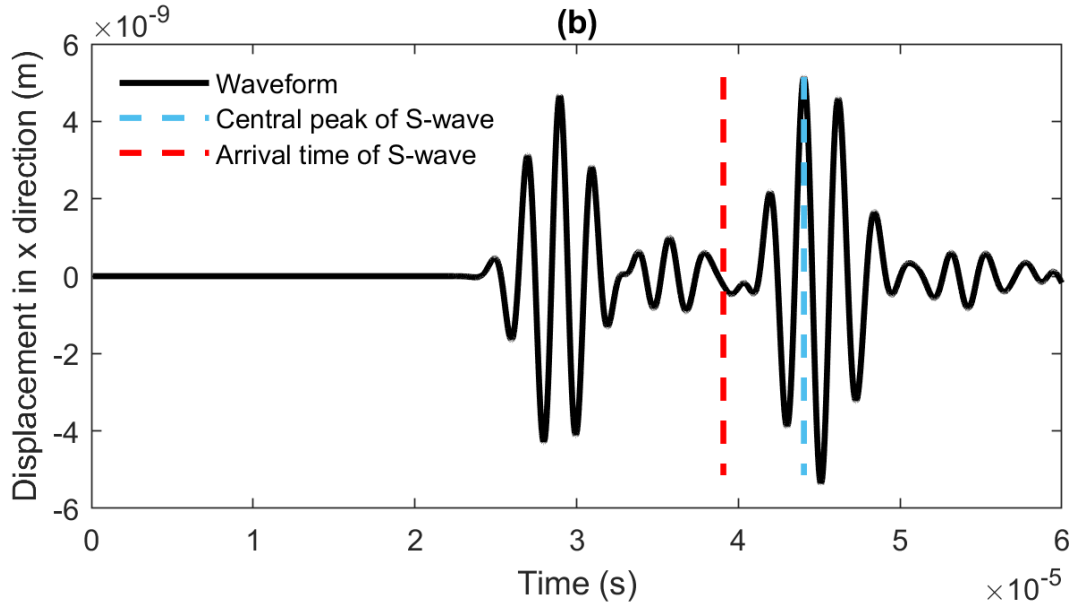 (b)
×10⁻⁹
Displacement in x direction (m)
6
4
2
0
-2
-4
-6
Waveform
Central peak of S-wave
Arrival time of S-wave
0 1 2 3 4 5 6
Time (s)
×10⁻⁵